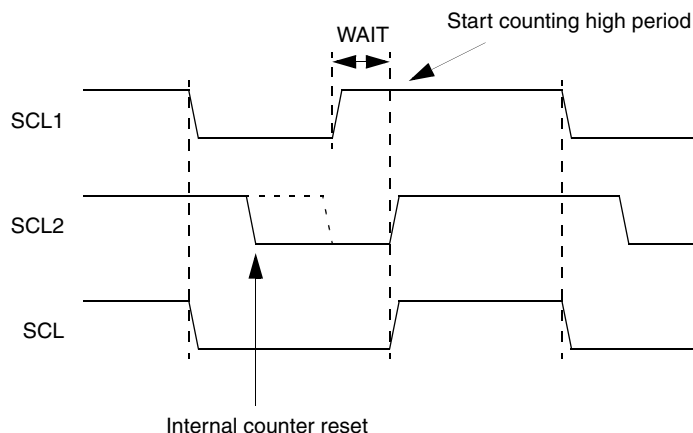 Start counting high period
WAIT
SCL1
SCL2
SCL
Internal counter reset